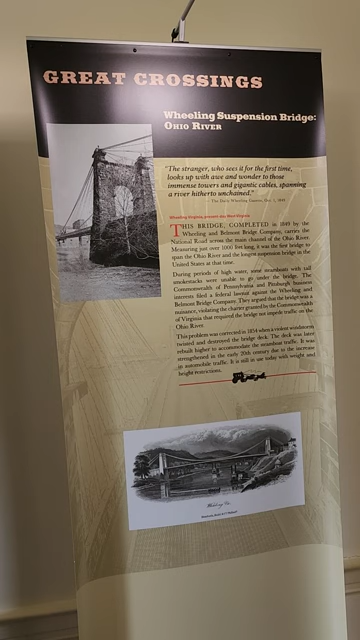 GREAT CROSSINGS
Wheeling Suspension Bridge:
OHIO RIVER
"The stranger, who sees it for the first time,
looks up with awe and wonder to those
immense towers and gigantic cables, spanning
a river hitherto unchained."
The Daily Wheeling Gazette, 1849
Wheeling Virginia, present day West Virginia
THIS BRIDGE, COMPLETED in 1849 by the
Wheeling and Belmont Bridge Company, carries the
National Road across the main channel of the Ohio River.
Measuring just over 1000 feet long, it was the first bridge to
span the Ohio River and the longest suspension bridge in the
United States at that time.
During periods of high water, some steamboats with tall
smokestacks were unable to go under the bridge. The
Commonwealth of Pennsylvania and Pittsburgh business
interests filed a federal lawsuit against the Wheeling and
Belmont Bridge Company. They argued that the bridge was a
nuisance, violating the charter granted by the Commonwealth
of Virginia that required the bridge not impede traffic on the
Ohio River.
This problem was corrected in 1854 when a violent windstorm
twisted and destroyed the bridge deck. The deck was later
rebuilt higher to accommodate the steamboat traffic. It was
strengthened in the early 20th century due to the increase
in automobile traffic. It is still in use today with weight and
height restrictions.
Wheeling